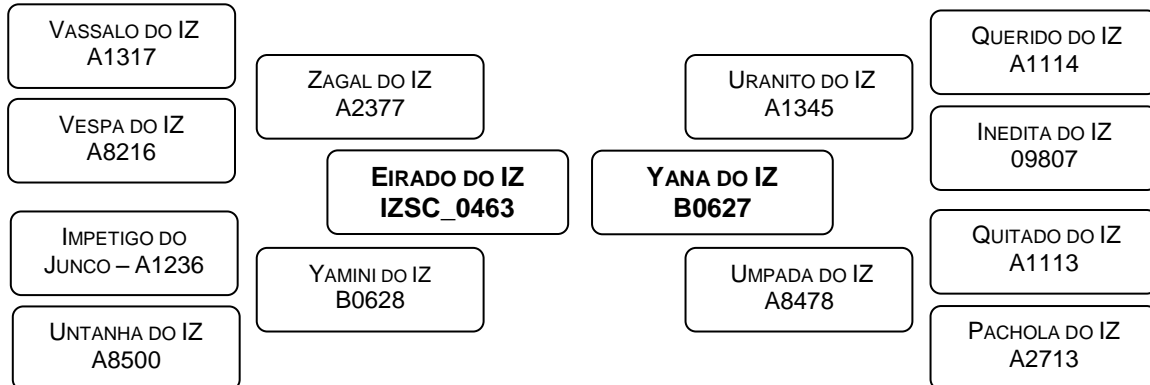 VASSALO DO IZ
A1317
VESPA DO IZ
A8216
IMPETIGO DO
JUNCO – A1236
UNTANHA DO IZ
A8500
ZAGAL DO IZ
A2377
YAMINI DO IZ
B0628
EIRADO DO IZ
IZSC_0463
YANA DO IZ
B0627
URANITO DO IZ
A1345
UMPADA DO IZ
A8478
QUERIDO DO IZ
A1114
INEDITA DO IZ
09807
QUITADO DO IZ
A1113
PACHOLA DO IZ
A2713